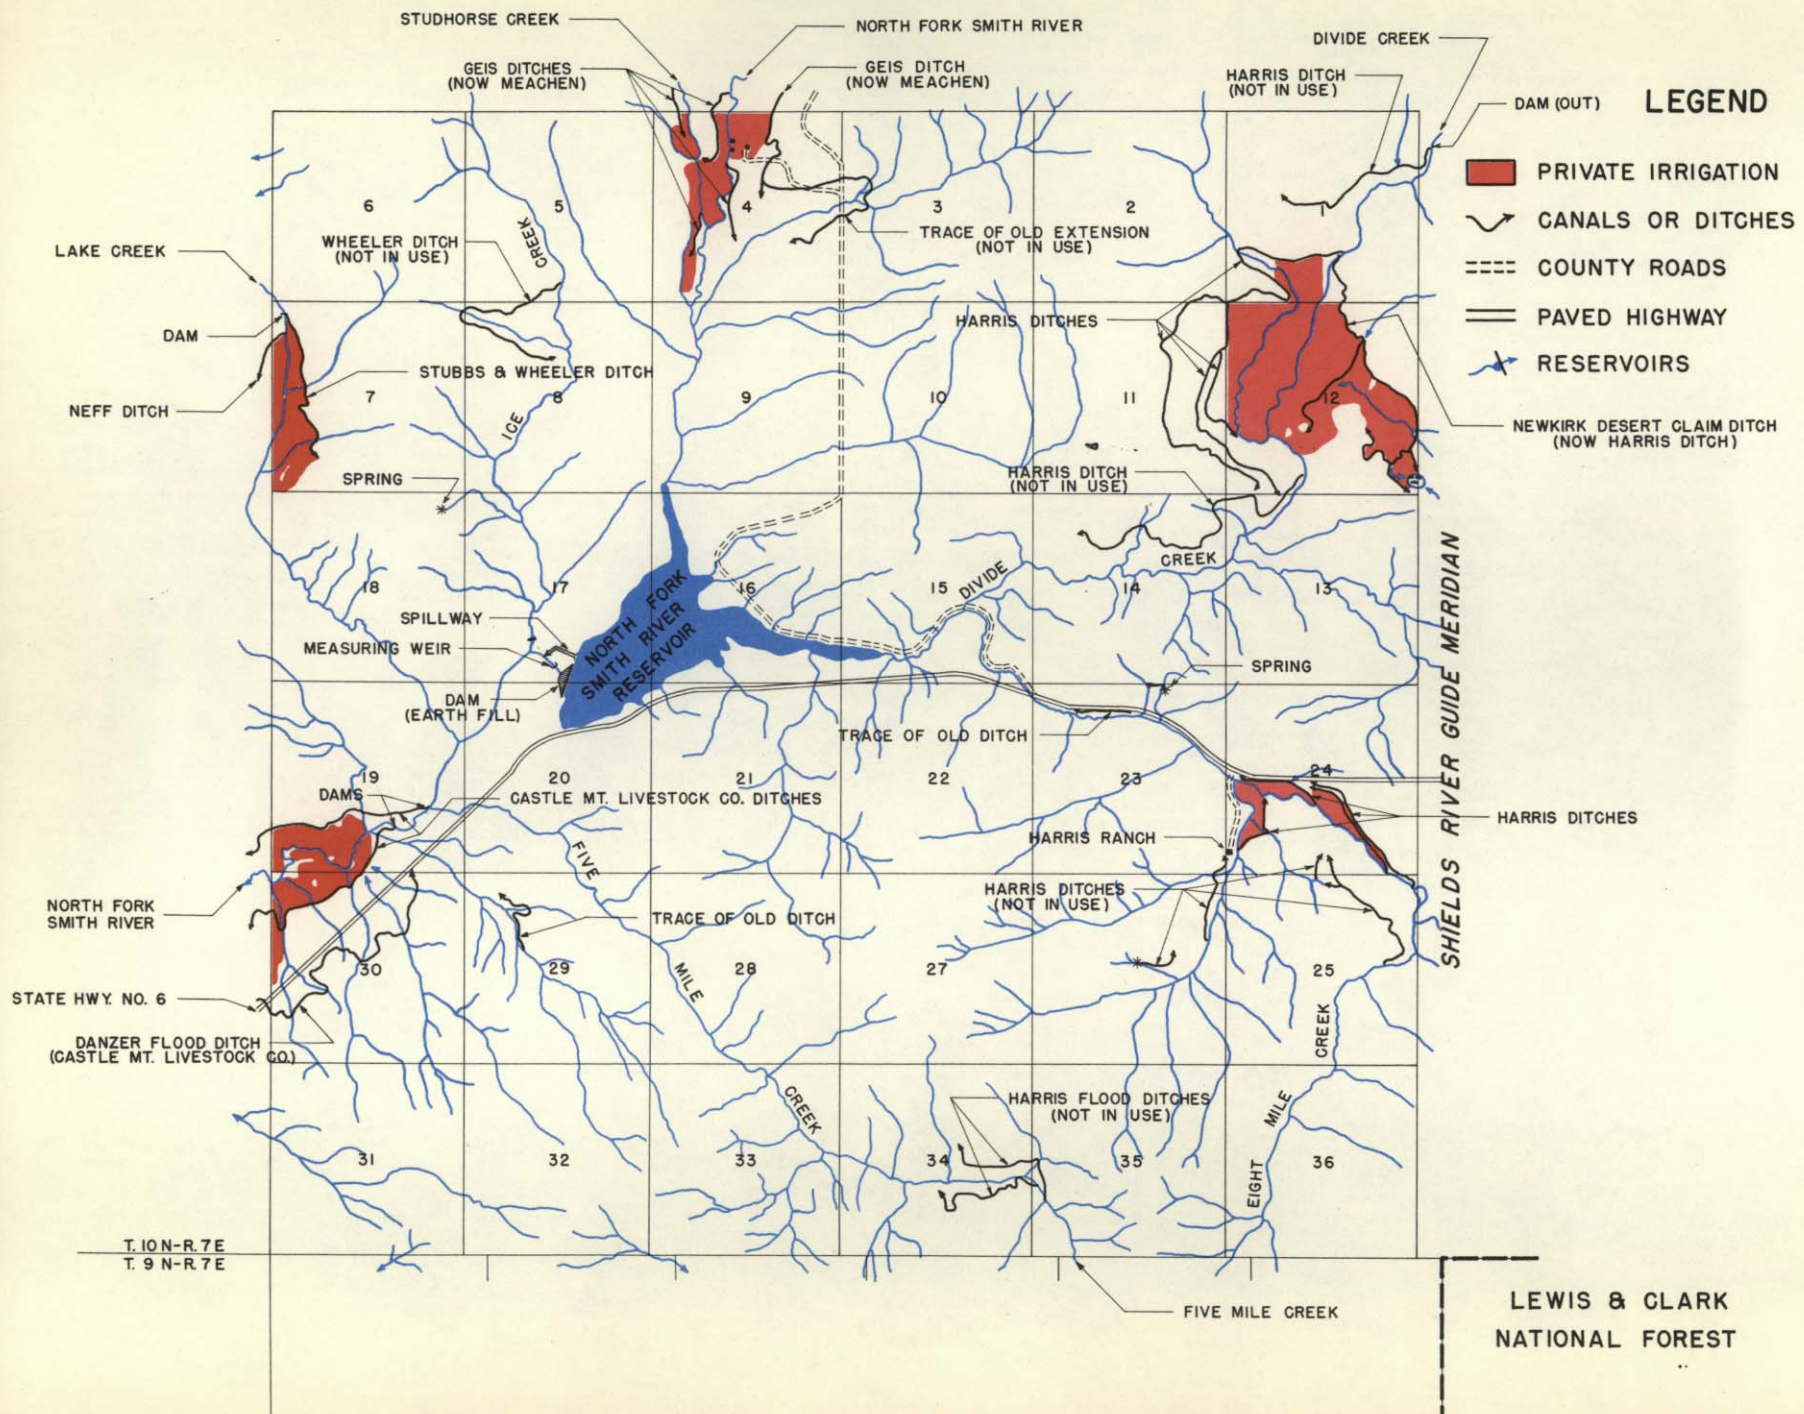 STUDHORSE CREEK
NORTH FORK SMITH RIVER
DIVIDE CREEK
GEIS DITCHES
(NOW MEACHEN)
GEIS DITCH
(NOW MEACHEN)
HARRIS DITCH
(NOT IN USE)
DAM (OUT)
LEGEND
PRIVATE IRRIGATION
CANALS OR DITCHES
COUNTY ROADS
PAVED HIGHWAY
RESERVOIRS
6
5
4
3
2
1
LAKE CREEK
WHEELER DITCH
(NOT IN USE)
CREEK
TRACE OF OLD EXTENSION
(NOT IN USE)
DAM
HARRIS DITCHES
STUBBS & WHEELER DITCH
NEFF DITCH
7
8
9
10
11
12
ICE
NEWKIRK DESERT CLAIM DITCH
(NOW HARRIS DITCH)
SPRING
HARRIS DITCH
(NOT IN USE)
SHIELDS RIVER GUIDE MERIDIAN
CREEK
DIVIDE
18
17
16
15
14
13
NORTH FORK
SMITH RIVER
RESERVOIR
SPILLWAY
MEASURING WEIR
SPRING
DAM
(EARTH FILL)
TRACE OF OLD DITCH
19
20
21
22
23
24
DAMS
CASTLE MT. LIVESTOCK CO. DITCHES
HARRIS DITCHES
HARRIS RANCH
FIVE
HARRIS DITCHES
(NOT IN USE)
NORTH FORK
SMITH RIVER
TRACE OF OLD DITCH
30
29
28
27
25
MILE
STATE HWY. NO. 6
DANZER FLOOD DITCH
(CASTLE MT. LIVESTOCK CO.)
CREEK
CREEK
HARRIS FLOOD DITCHES
(NOT IN USE)
MILE
31
32
33
34
35
36
EIGHT
T. 10 N-R. 7 E
T. 9 N-R. 7 E
FIVE MILE CREEK
LEWIS & CLARK
NATIONAL FOREST